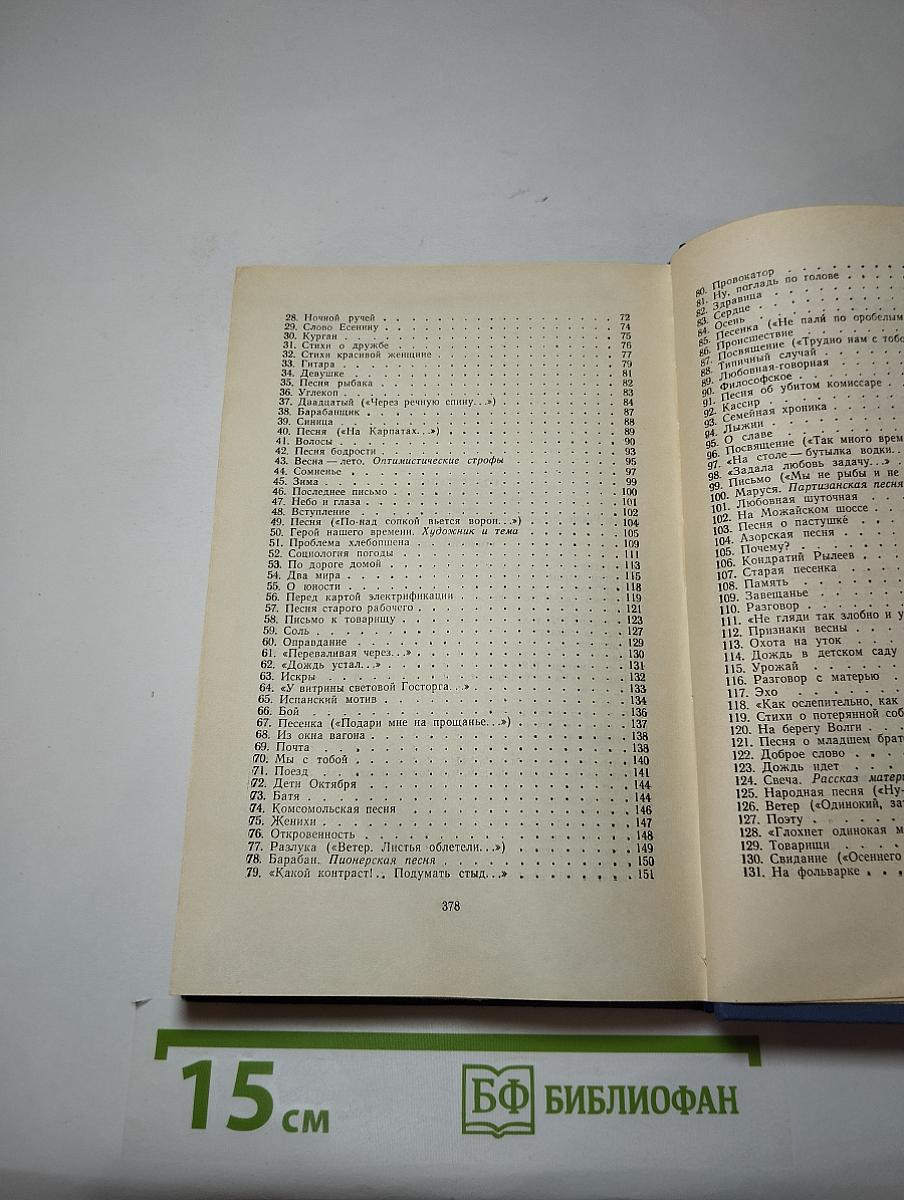 28. Ночной ручей . . . 72
29. Слово Есенину . . . 74
30. Курган . . . 75
31. Стихи о дружбе . . . 76
32. Стихи красивой женщине . . . 77
33. Гитара . . . 79
34. Девушке . . . 81
35. Песня рыбака . . . 82
36. Углекоп . . . 83
37. Двадцатый («Через речную спину...») . . . 84
38. Барабанщик . . . 87
39. Синица . . . 88
40. Песня («На Карпатах...») . . . 89
41. Волосы . . . 90
42. Песня бодрости . . . 93
43. Весна — лето. Оптимистические строфы . . . 95
44. Сомненье . . . 97
45. Зима . . . 99
46. Последнее письмо . . . 100
47. Небо и глаза . . . 101
48. Вступление . . . 102
49. Песня («По-над сопкой вьется ворон...») . . . 104
50. Герой нашего времени. Художник и тема . . . 105
51. Проблема хлебопшена . . . 109
52. Социология погоды . . . 111
53. По дороге домой . . . 113
54. Два мира . . . 115
55. О юности . . . 118
56. Перед картой электрификации . . . 119
57. Песня старого рабочего . . . 121
58. Письмо к товарищу . . . 123
59. Соль . . . 127
60. Оправдание . . . 129
61. «Переваливая через...» . . . 130
62. «Дождь устал...» . . . 131
63. Искры . . . 132
64. «У витрины световой Госторга...» . . . 133
65. Испанский мотив . . . 134
66. Бой . . . 136
67. Песенка («Подари мне на прощанье...») . . . 137
68. Из окна вагона . . . 138
69. Почта . . . 138
70. Мы с тобой . . . 140
71. Поезд . . . 141
72. Дети Октября . . . 144
73. Батя . . . 144
74. Комсомольская песня . . . 146
75. Женихи . . . 147
76. Откровенность . . . 148
77. Разлука («Ветер. Листья облетели...») . . . 149
78. Барабан. Пионерская песня . . . 150
79. «Какой контраст!.. Подумать стыд...» . . . 151
378
80. Провокатор
81. Ну, погладь по голове
82. Здравица
83. Сердце
84. Осень
85. Песенка («Не пали по оробелым
86. Происшествие
87. Посвящение («Трудно нам с тобо
88. Типичный случай
89. Любовная-говорная
90. Философское
91. Песня об убитом комиссаре
92. Кассир
93. Семейная хроника
94. Лыжни
95. О славе
96. Посвящение («Так много врем
97. «На столе — бутылка водки..
98. «Задала любовь задачу...»
99. Письмо («Мы не рыбы и не
100. Маруся. Партизанская песня
101. Любовная шуточная
102. На Можайском шоссе
103. Песня о пастушке
104. Азорская песня
105. Почему?
106. Кондратий Рылеев
107. Старая песенка
108. Память
109. Завещанье
110. Разговор
111. «Не гляди так злобно и у
112. Признаки весны
113. Охота на уток
114. Дождь в детском саду
115. Урожай
116. Разговор с матерью
117. Эхо
118. «Как ослепительно, как
119. Стихи о потерянной соб
120. На берегу Волги
121. Песня о младшем брат
122. Доброе слово
123. Дождь идет
124. Свеча. Рассказ матер
125. Народная песня («Ну-
126. Ветер («Одинокий, за
127. Поэту
128. «Глохнет одинокая м
129. Товарищи
130. Свидание («Осеннего
131. На фольварке
15 см
БФ БИБЛИОФАН